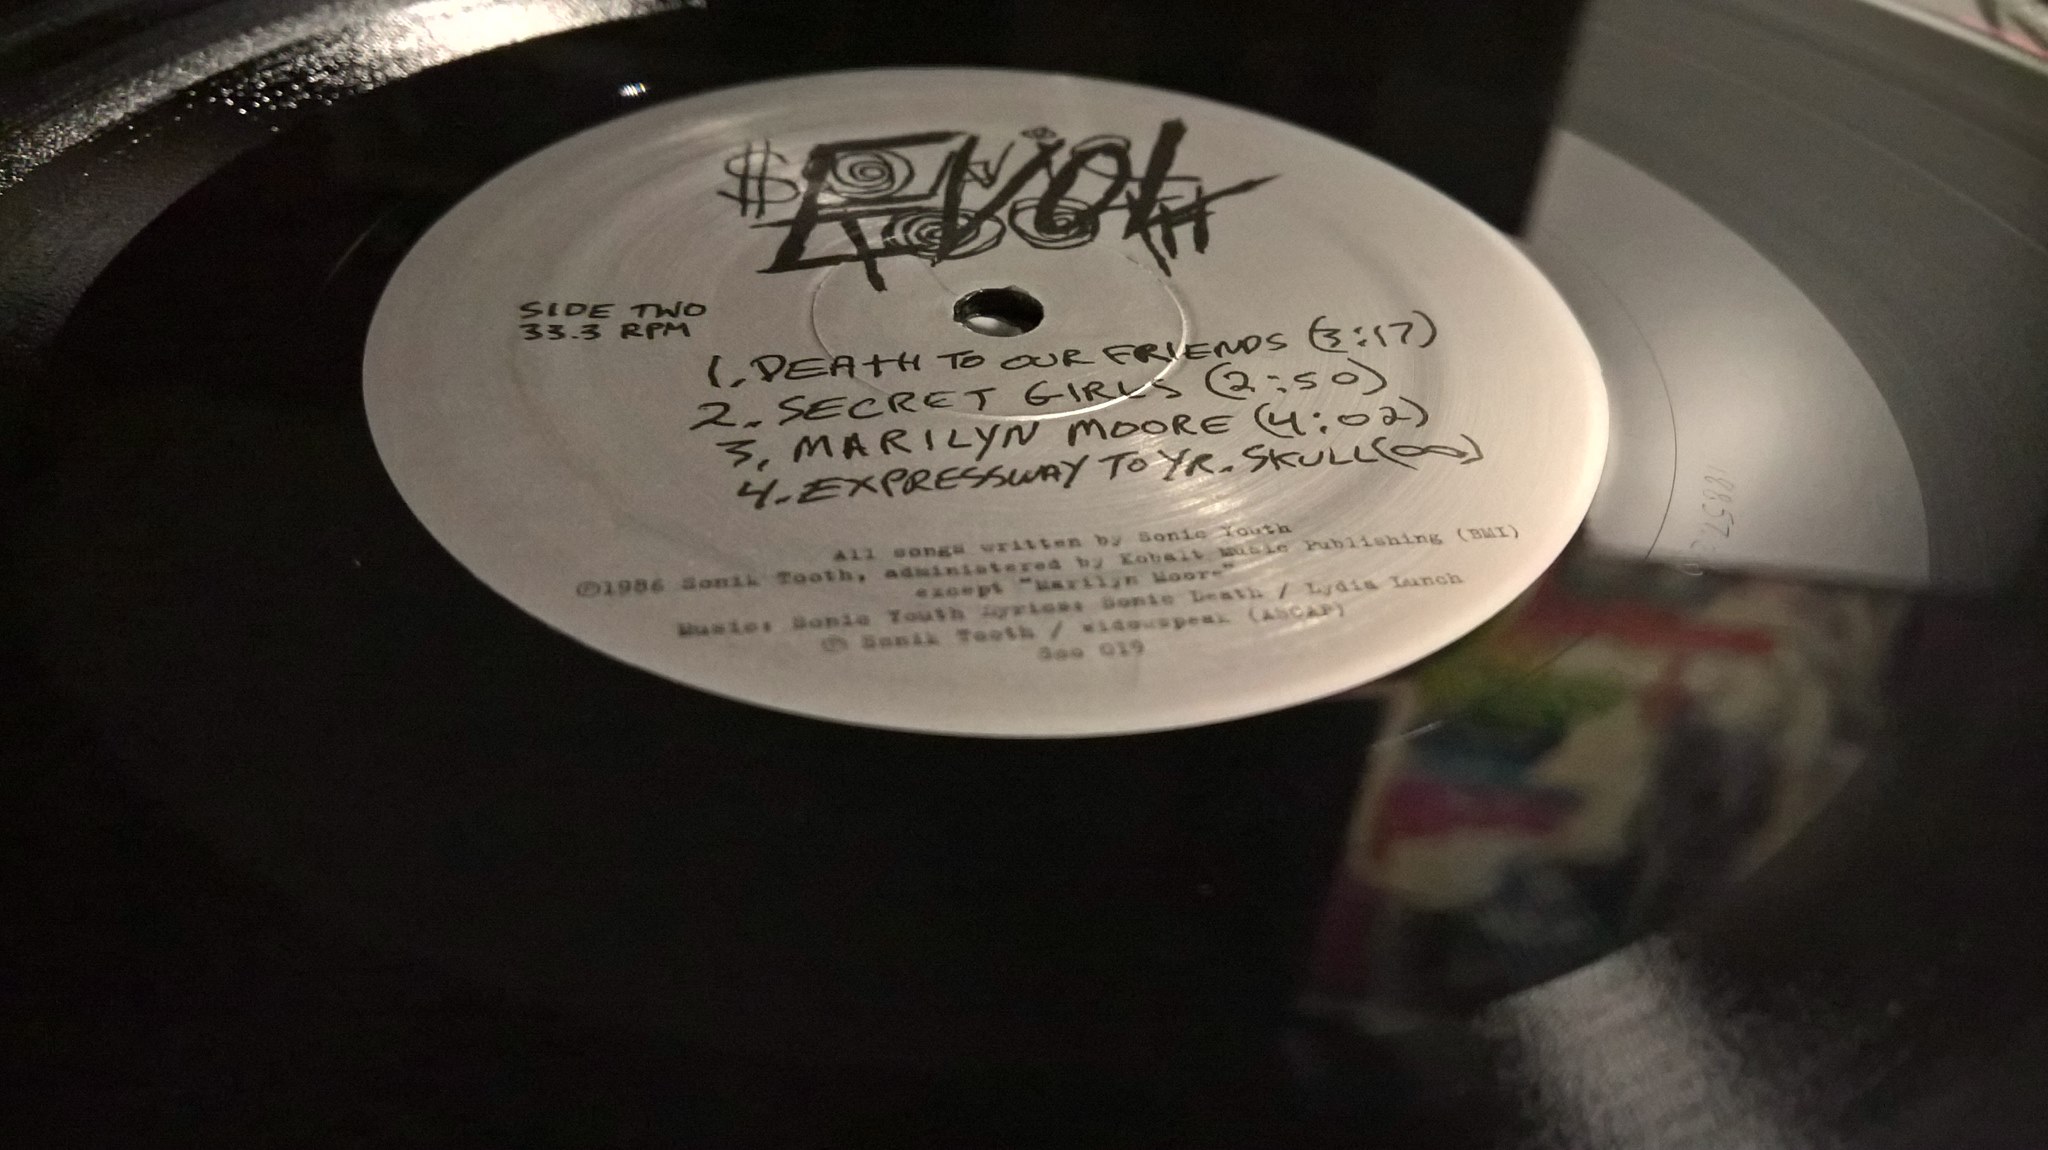 $ONiC
EVOL
TOOTH
SIDE TWO
33.3 RPM
1. DEATH TO OUR FRIENDS (3:17)
2. SECRET GIRLS (2:50)
3. MARILYN MOORE (4:02)
4. EXPRESSWAY TO YR. SKULL (∞)
All songs written by Sonic Youth
Ⓟ1986 Sonik Tooth, administered by Kobalt Music Publishing (BMI)
except "Marilyn Moore"
Music: Sonic Youth Lyrics: Sonic Death / Lydia Lunch
Ⓟ Sonik Tooth / Widowspeak (ASCAP)
Goo 019